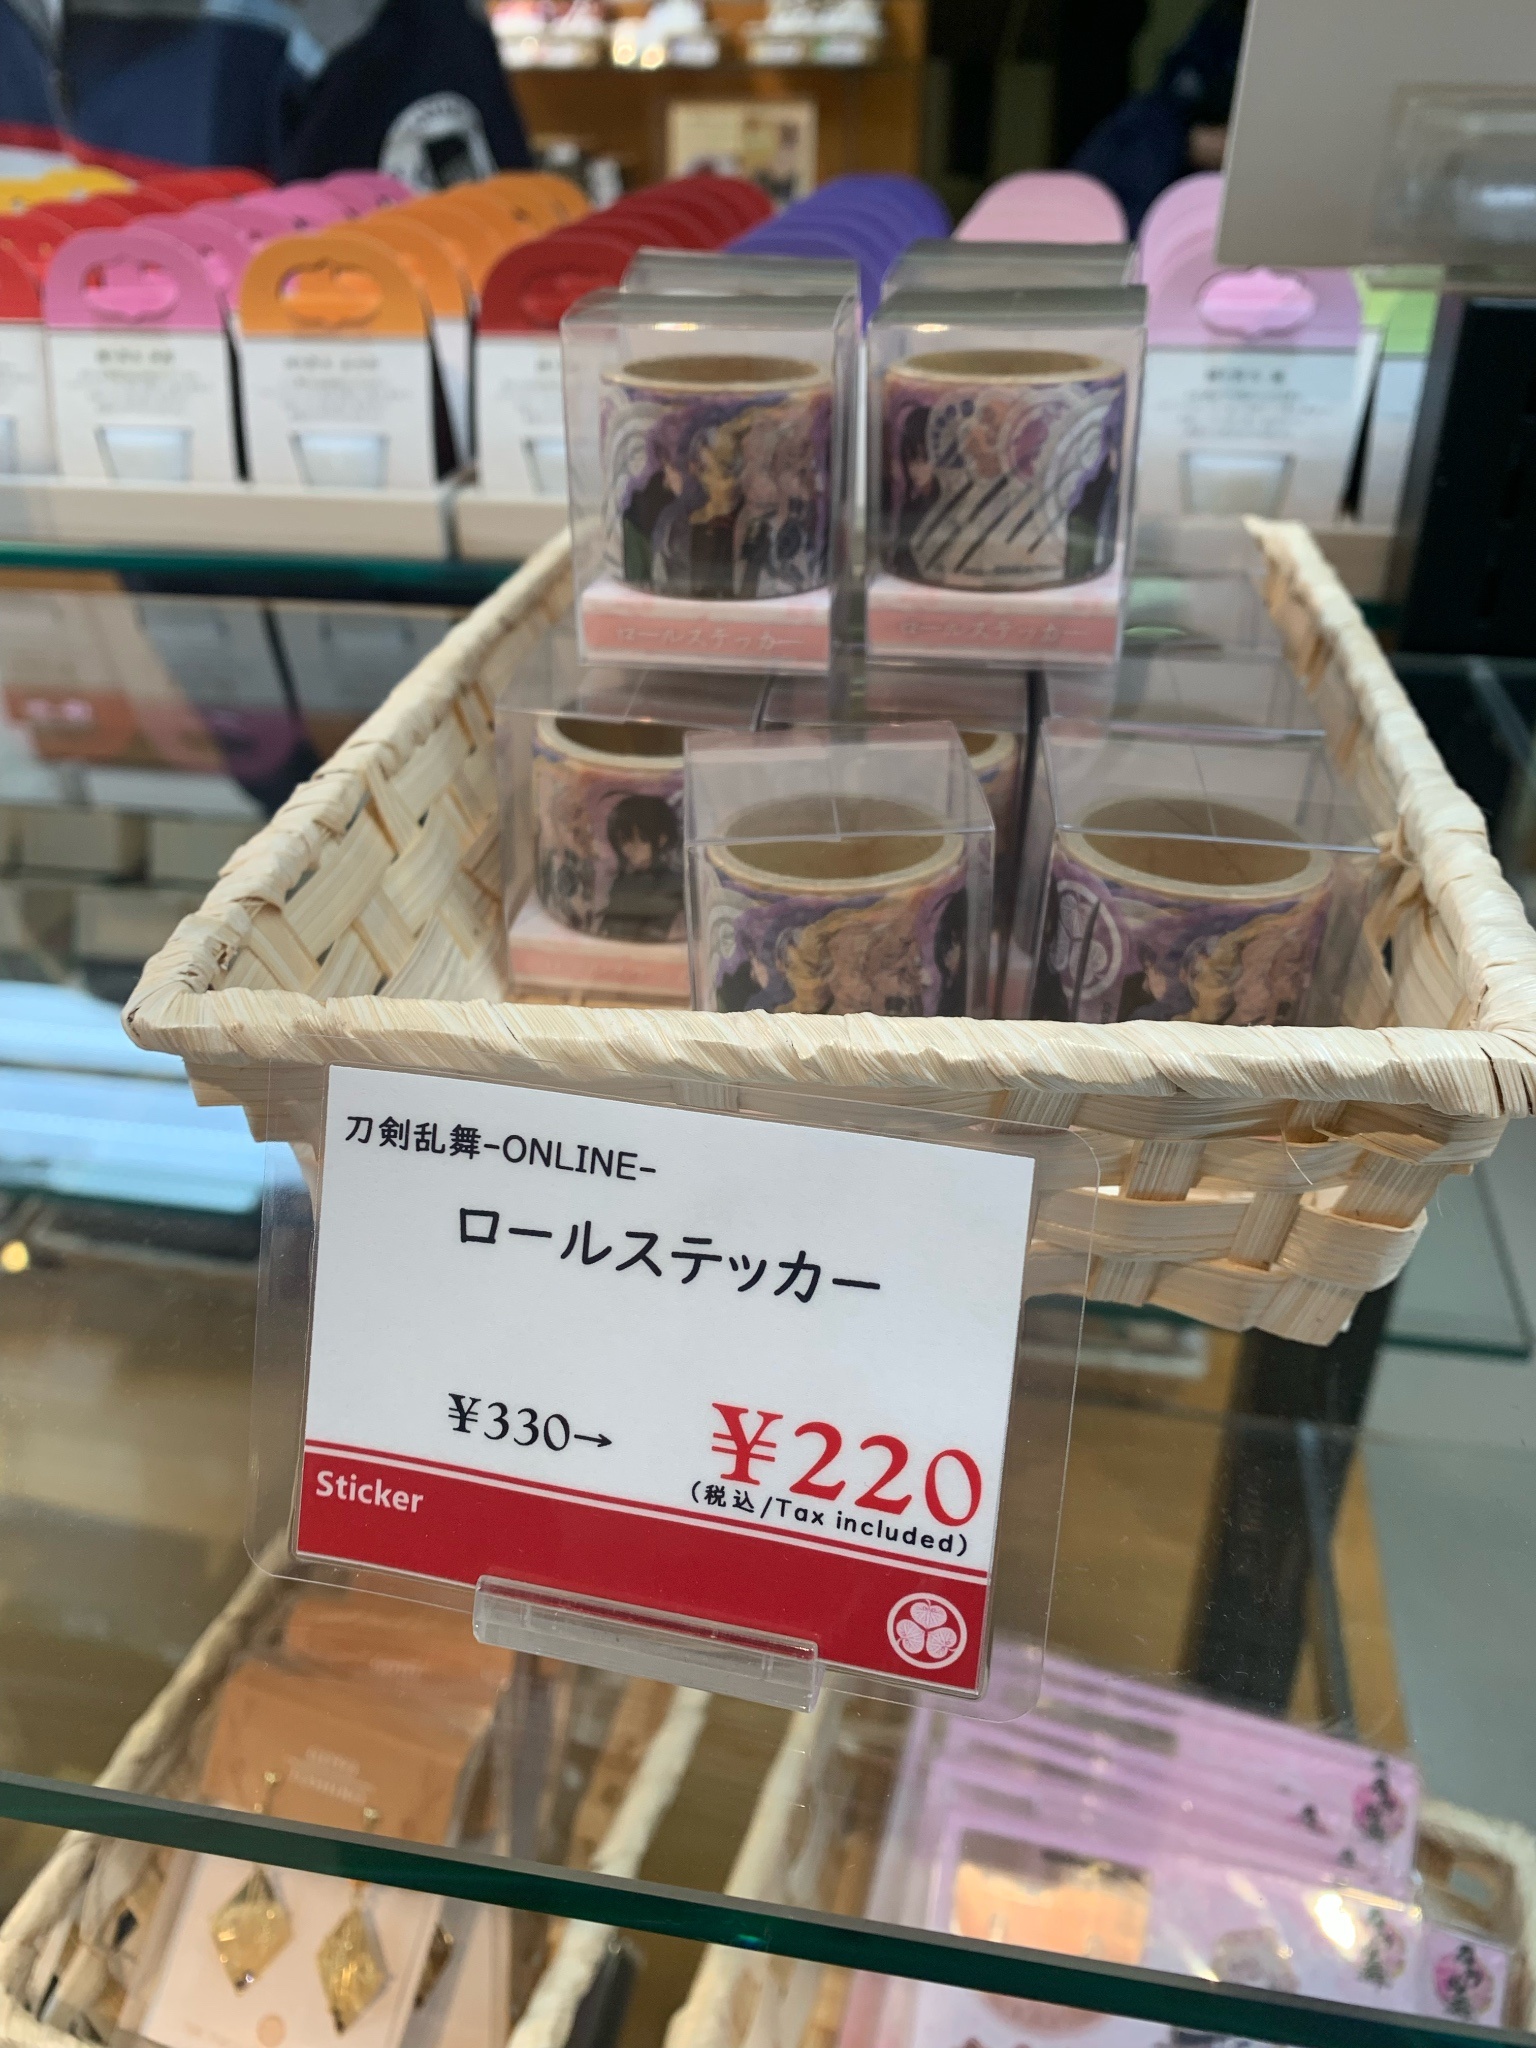 ロールステッカー
ロールステッカー
刀剣乱舞-ONLINE-
ロールステッカー
¥330→ ¥220
(税込/Tax included)
Sticker